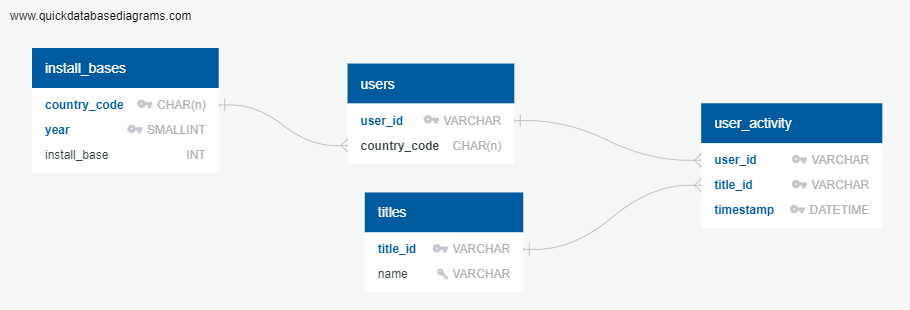 www.quickdatabasediagrams.com
install_bases
country_code CHAR(n)
year SMALLINT
install_base INT
users
user_id VARCHAR
country_code CHAR(n)
titles
title_id VARCHAR
name VARCHAR
user_activity
user_id VARCHAR
title_id VARCHAR
timestamp DATETIME